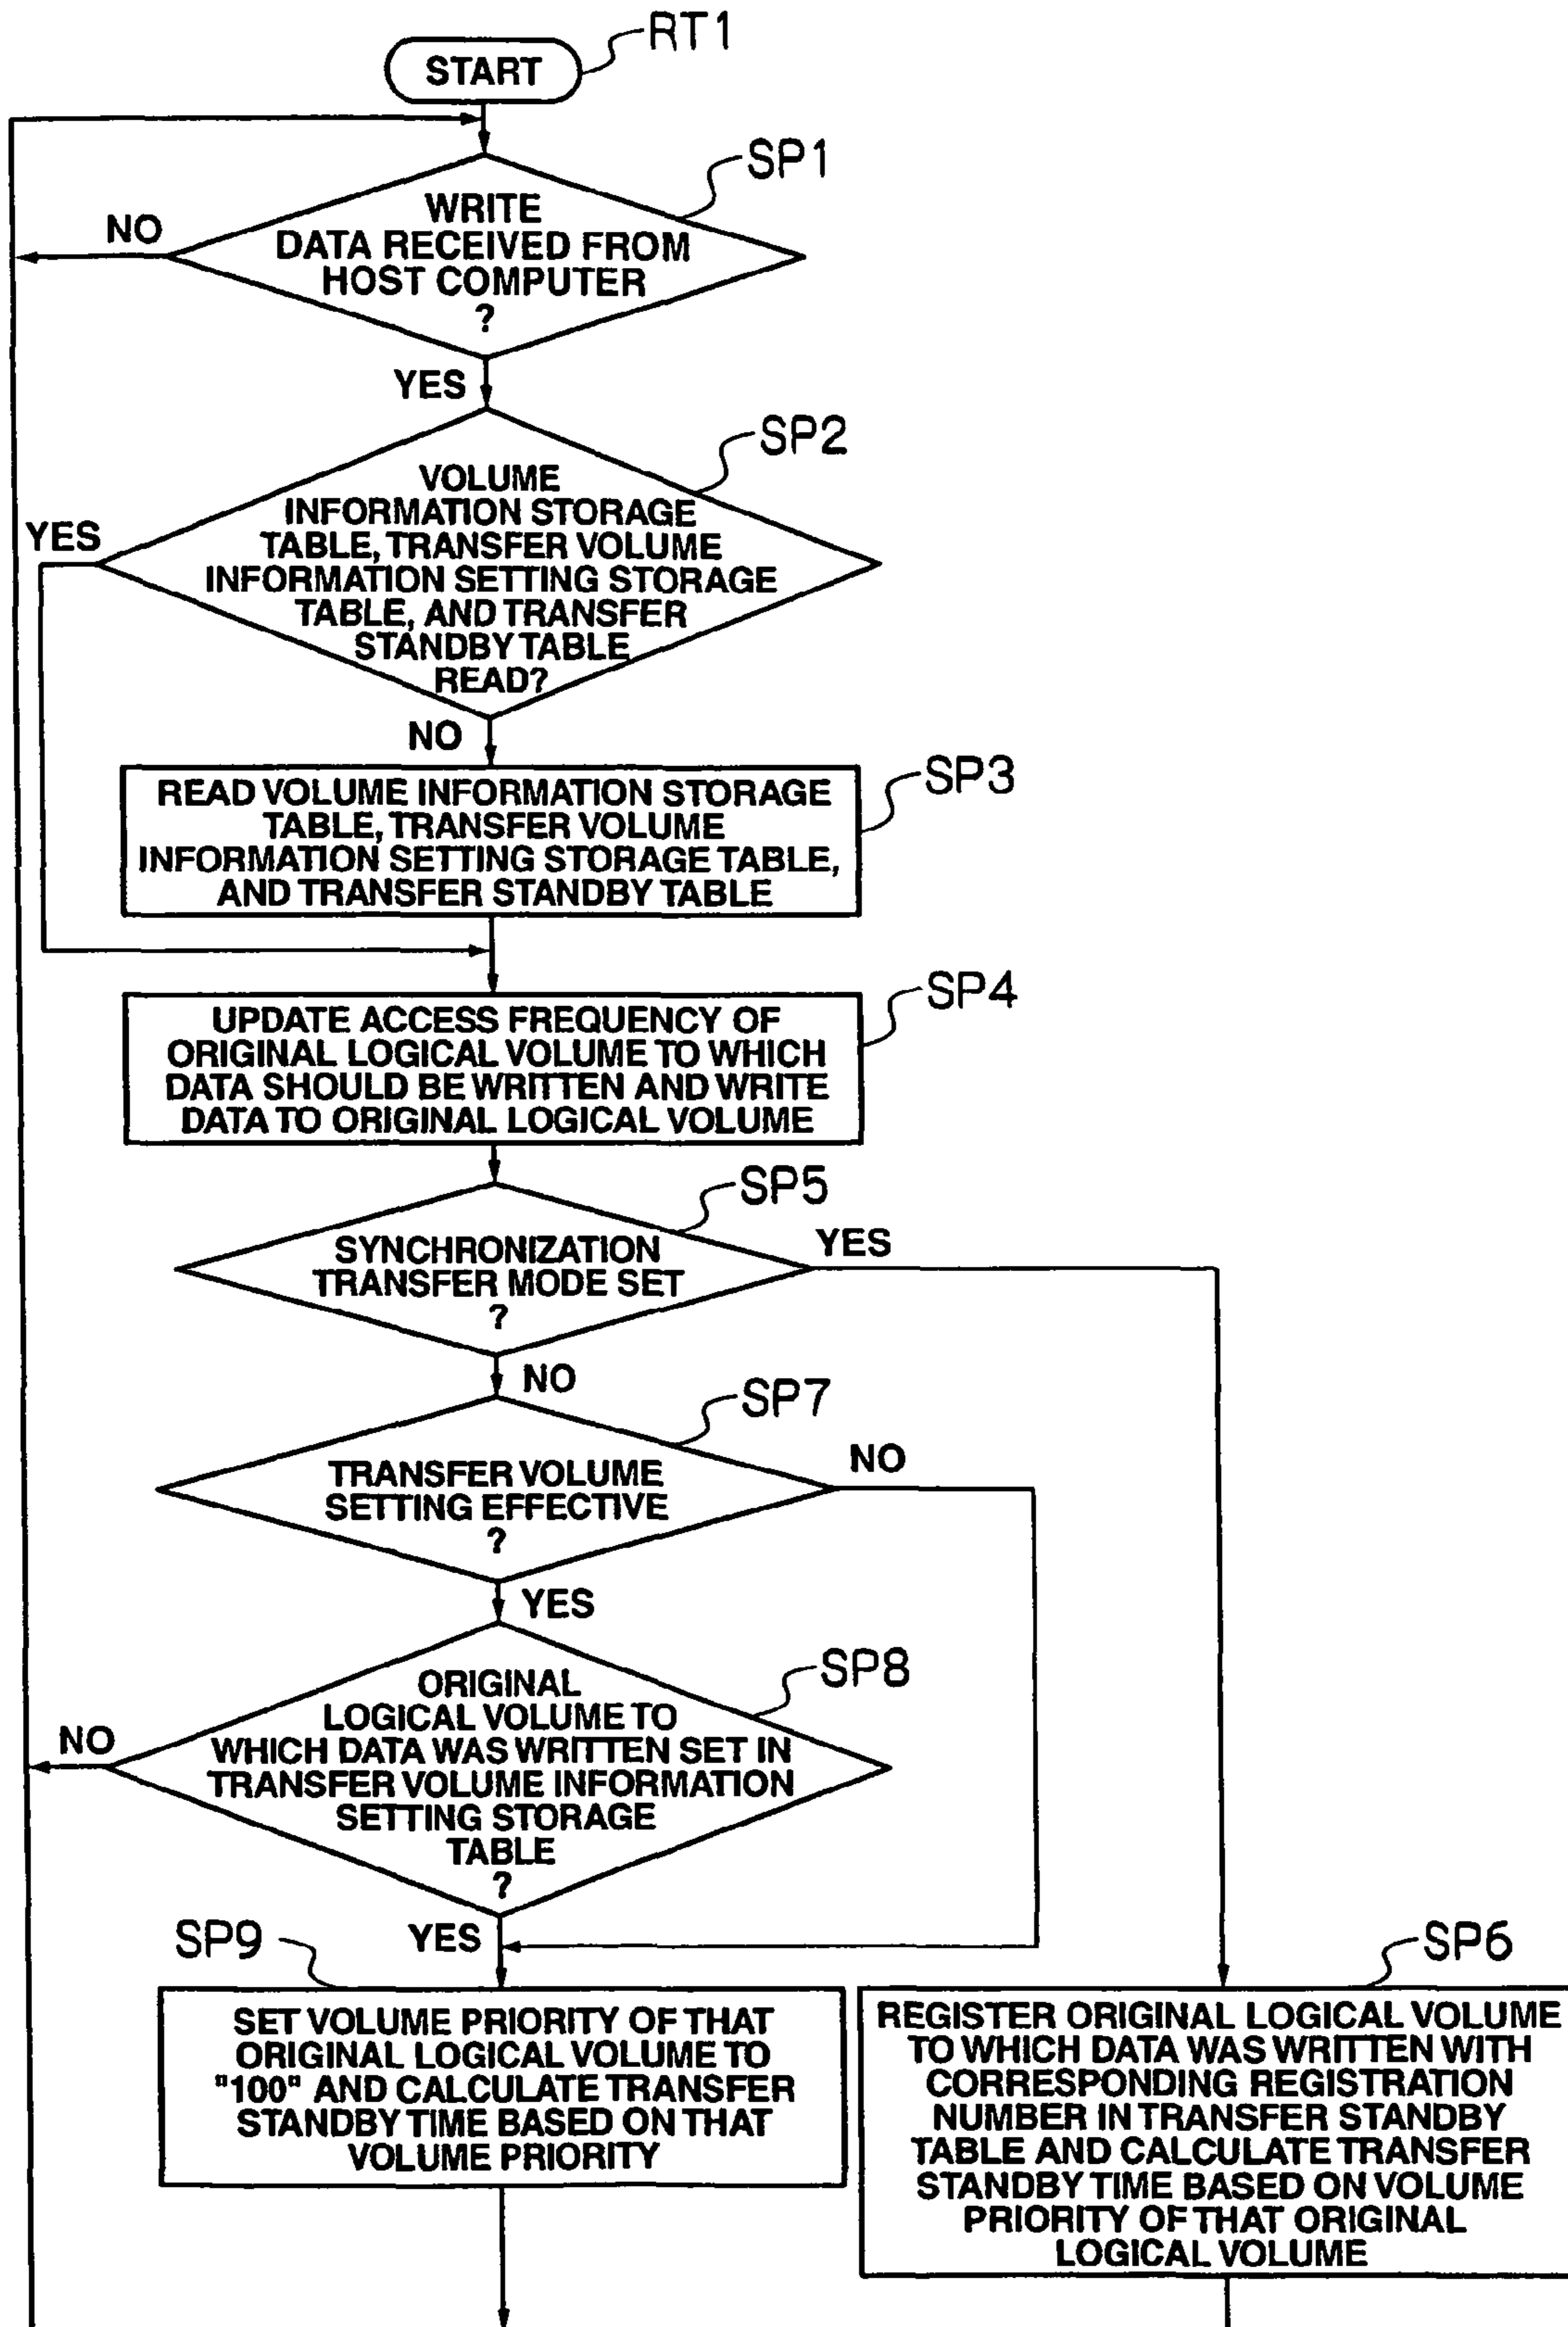 RT1
START
SP1
WRITE
DATA RECEIVED FROM
HOST COMPUTER
?
NO
YES
SP2
VOLUME
INFORMATION STORAGE
TABLE, TRANSFER VOLUME
INFORMATION SETTING STORAGE
TABLE, AND TRANSFER
STANDBY TABLE
READ?
YES
NO
SP3
READ VOLUME INFORMATION STORAGE
TABLE, TRANSFER VOLUME
INFORMATION SETTING STORAGE TABLE,
AND TRANSFER STANDBY TABLE
SP4
UPDATE ACCESS FREQUENCY OF
ORIGINAL LOGICAL VOLUME TO WHICH
DATA SHOULD BE WRITTEN AND WRITE
DATA TO ORIGINAL LOGICAL VOLUME
SP5
SYNCHRONIZATION
TRANSFER MODE SET
?
YES
NO
SP7
TRANSFER VOLUME
SETTING EFFECTIVE
?
NO
YES
SP8
ORIGINAL
LOGICAL VOLUME TO
WHICH DATA WAS WRITTEN SET IN
TRANSFER VOLUME INFORMATION
SETTING STORAGE
TABLE
?
NO
YES
SP9
SET VOLUME PRIORITY OF THAT
ORIGINAL LOGICAL VOLUME TO
"100" AND CALCULATE TRANSFER
STANDBY TIME BASED ON THAT
VOLUME PRIORITY
SP6
REGISTER ORIGINAL LOGICAL VOLUME
TO WHICH DATA WAS WRITTEN WITH
CORRESPONDING REGISTRATION
NUMBER IN TRANSFER STANDBY
TABLE AND CALCULATE TRANSFER
STANDBY TIME BASED ON VOLUME
PRIORITY OF THAT ORIGINAL
LOGICAL VOLUME